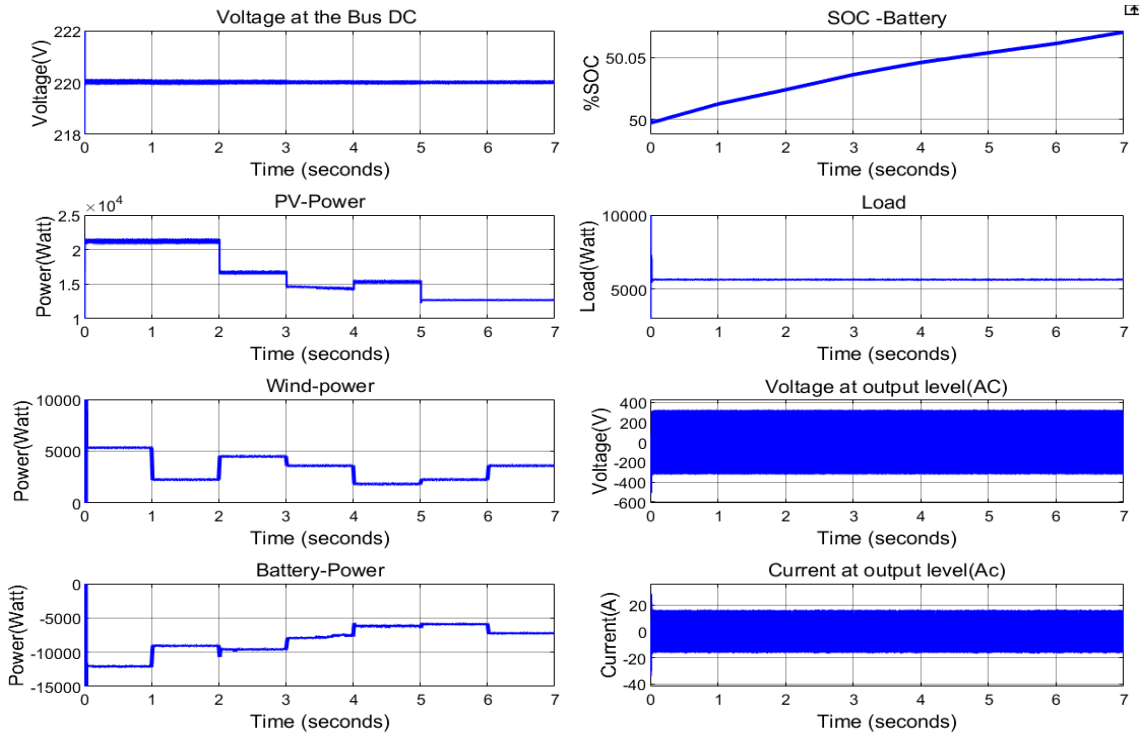 Voltage at the Bus DC
Voltage(V)
222
220
218
0 1 2 3 4 5 6 7
Time (seconds)
SOC -Battery
%SOC
50.05
50
0 1 2 3 4 5 6 7
Time (seconds)
PV-Power
×10^4
Power(Watt)
2.5
2
1.5
1
0 1 2 3 4 5 6 7
Time (seconds)
Load
Load(Watt)
10000
5000
0 1 2 3 4 5 6 7
Time (seconds)
Wind-power
Power(Watt)
10000
5000
0
0 1 2 3 4 5 6 7
Time (seconds)
Voltage at output level(AC)
Voltage(V)
400
200
0
-200
-400
-600
0 1 2 3 4 5 6 7
Time (seconds)
Battery-Power
Power(Watt)
0
-5000
-10000
-15000
0 1 2 3 4 5 6 7
Time (seconds)
Current at output level(Ac)
Current(A)
20
0
-20
-40
0 1 2 3 4 5 6 7
Time (seconds)